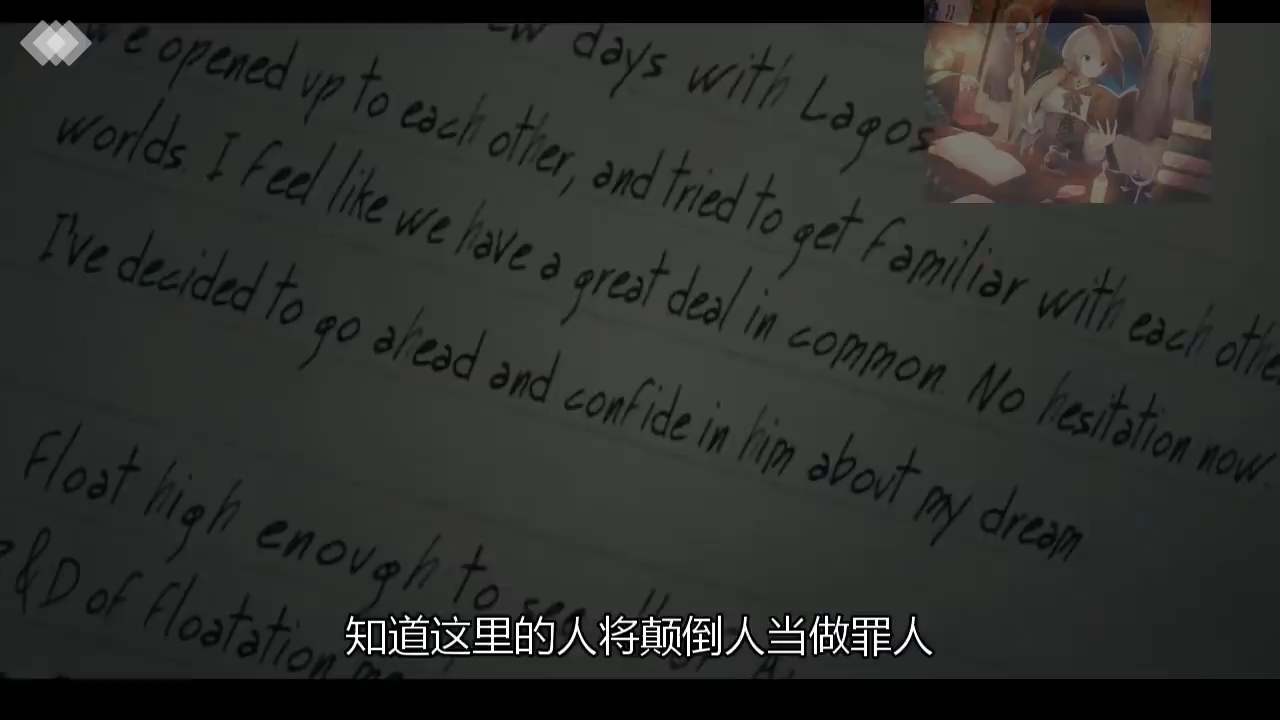 ew days with Lagos
We opened up to each other, and tried to get familiar with each othe
worlds. I feel like we have a great deal in common. No hesitation now.
I've decided to go ahead and confide in him about my dream
Float high enough to see
&D of floatation
知道这里的人将颠倒人当做罪人